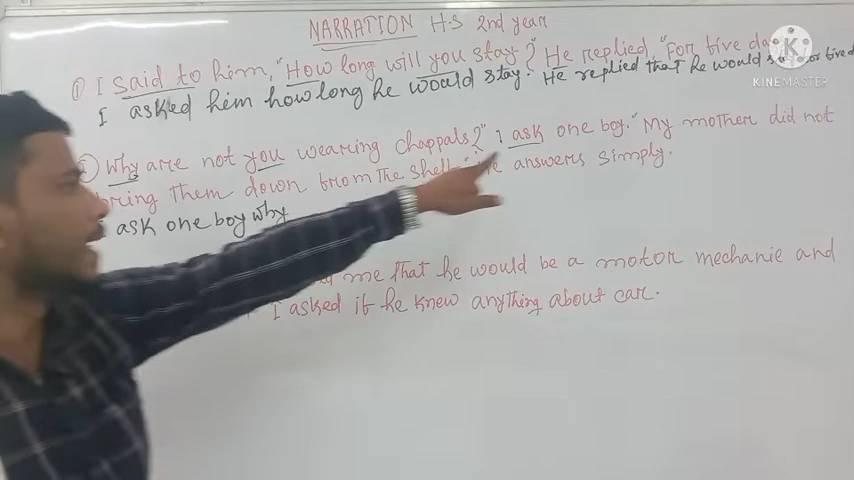 NARRATION H.S 2nd year
① I said to him, "How long will you stay? He replied, "For five da
I asked him how long he would stay. He replied that he would for five d
KINEMASTER
Why are not you wearing chappals?" I ask one boy. "My mother did not
bring them down from the shelf." he answers simply.
ask one boy why
me that he would be a motor mechanic and
I asked if he knew anything about car.